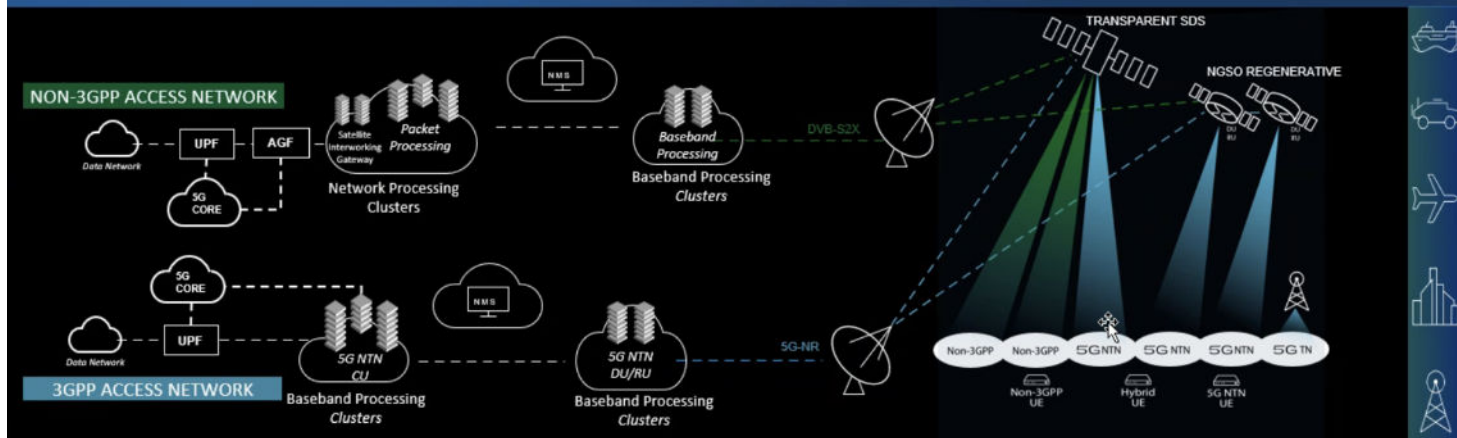 TRANSPARENT SDS
NGSO REGENERATIVE
DU
RU
DU
RU
NON-3GPP ACCESS NETWORK
Data Network
UPF
AGF
5G
CORE
Satellite
Interworking
Gateway
Packet
Processing
Network Processing
Clusters
NMS
Baseband
Processing
Baseband Processing
Clusters
DVB-S2X
5G
CORE
Data Network
UPF
3GPP ACCESS NETWORK
5G NTN
CU
Baseband Processing
Clusters
NMS
5G NTN
DU/RU
Baseband Processing
Clusters
5G-NR
Non-3GPP
Non-3GPP
5G NTN
5G NTN
5G NTN
5G TN
Non-3GPP
UE
Hybrid
UE
5G NTN
UE